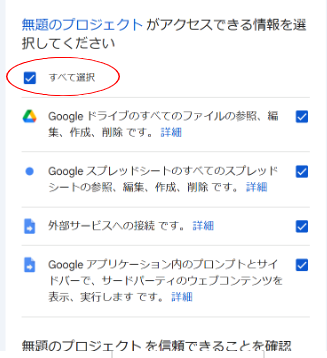 無題のプロジェクト がアクセスできる情報を選
択してください
すべて選択
Google ドライブのすべてのファイルの参照、編
集、作成、削除 です。 詳細
Google スプレッドシートのすべてのスプレッド
シートの参照、編集、作成、削除 です。 詳細
外部サービスへの接続 です。 詳細
Google アプリケーション内のプロンプトとサイ
ドバーで、サードパーティのウェブコンテンツを
表示、実行します です。 詳細
無題のプロジェクト を信頼できることを確認